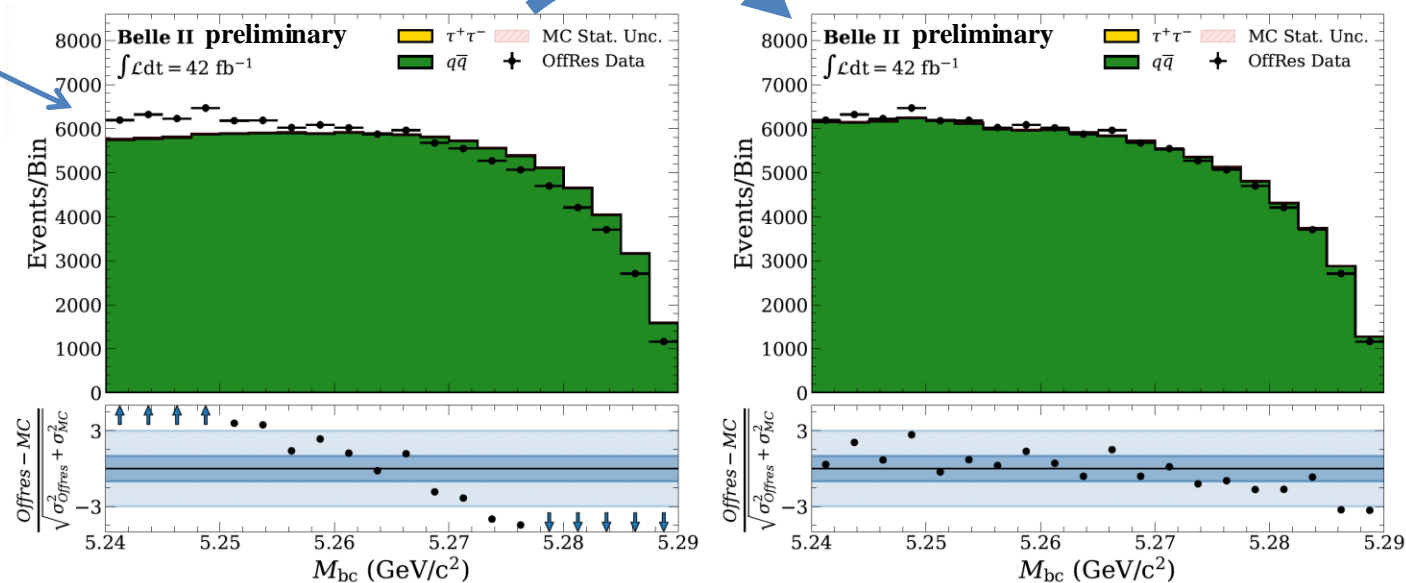 Belle II preliminary
∫ℒdt = 42 fb⁻¹
τ⁺τ⁻
MC Stat. Unc.
qq̅
OffRes Data
Events/Bin
8000
7000
6000
5000
4000
3000
2000
1000
0
Offres − MC
√σ²Offres + σ²MC
3
−3
5.24
5.25
5.26
5.27
5.28
5.29
Mbc (GeV/c²)
Belle II preliminary
∫ℒdt = 42 fb⁻¹
τ⁺τ⁻
MC Stat. Unc.
qq̅
OffRes Data
Events/Bin
8000
7000
6000
5000
4000
3000
2000
1000
0
Offres − MC
√σ²Offres + σ²MC
3
−3
5.24
5.25
5.26
5.27
5.28
5.29
Mbc (GeV/c²)